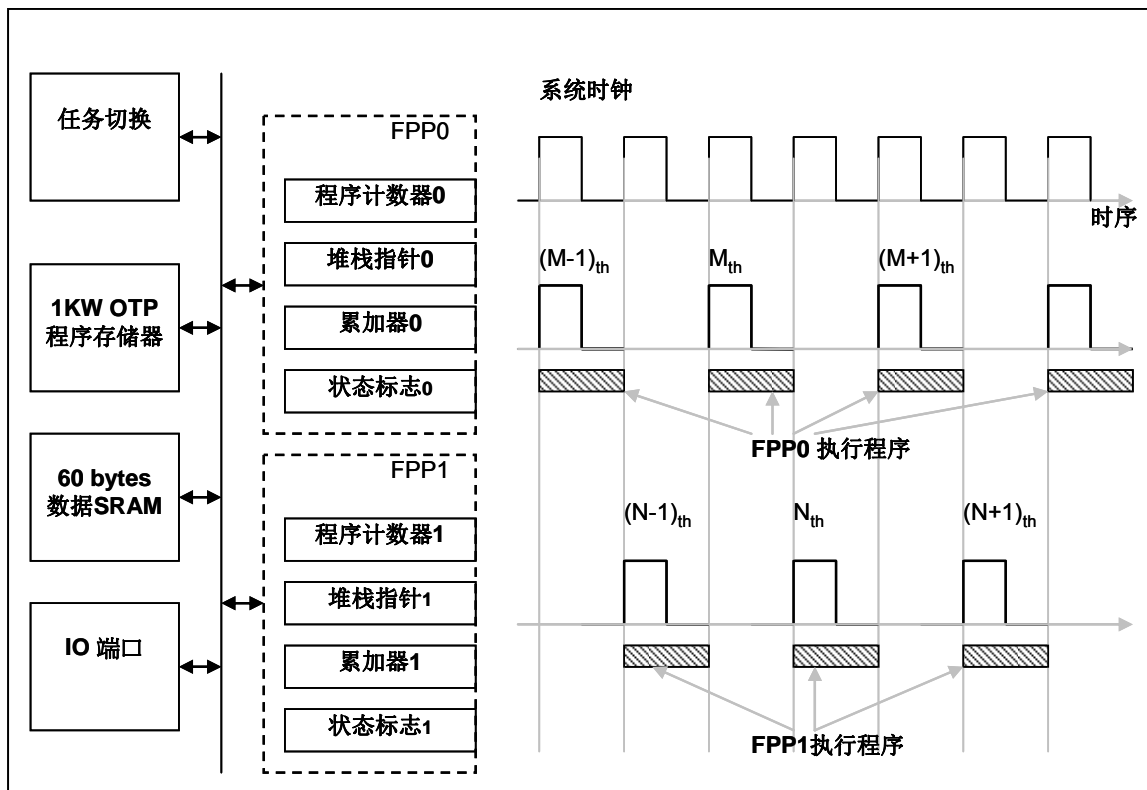 任务切换
1KW OTP
程序存储器
60 bytes
数据SRAM
IO 端口
FPP0
程序计数器0
堆栈指针0
累加器0
状态标志0
FPP1
程序计数器1
堆栈指针1
累加器1
状态标志1
系统时钟
时序
(M-1)th
Mth
(M+1)th
FPP0 执行程序
(N-1)th
Nth
(N+1)th
FPP1执行程序